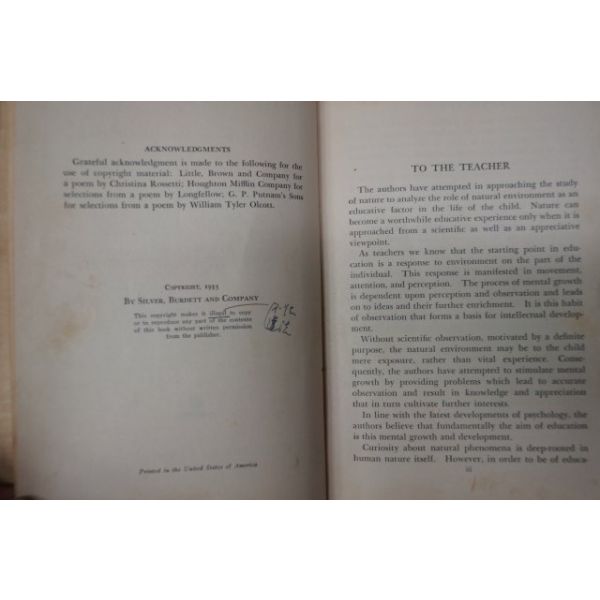 ACKNOWLEDGMENTS
Grateful acknowledgment is made to the following for the
use of copyright material: Little, Brown and Company for
a poem by Christina Rossetti; Houghton Mifflin Company for
selections from a poem by Longfellow; G. P. Putnam's Sons
for selections from a poem by William Tyler Olcott.
COPYRIGHT, 1933
BY SILVER, BURDETT AND COMPANY
This copyright makes it illegal to copy
or to reproduce any part of the contents
of this book without written permission
from the publisher.
Printed in the United States of America
TO THE TEACHER
The authors have attempted in approaching the study
of nature to analyze the role of natural environment as an
educative factor in the life of the child. Nature can
become a worthwhile educative experience only when it is
approached from a scientific as well as an appreciative
viewpoint.
As teachers we know that the starting point in edu-
cation is a response to environment on the part of the
individual. This response is manifested in movement,
attention, and perception. The process of mental growth
is dependent upon perception and observation and leads
on to ideas and their further enrichment. It is this habit
of observation that forms a basis for intellectual develop-
ment.
Without scientific observation, motivated by a definite
purpose, the natural environment may be to the child
mere exposure, rather than vital experience. Conse-
quently, the authors have attempted to stimulate mental
growth by providing problems which lead to accurate
observation and result in knowledge and appreciation
that in turn cultivate further interests.
In line with the latest developments of psychology, the
authors believe that fundamentally the aim of education
is this mental growth and development.
Curiosity about natural phenomena is deep-rooted in
human nature itself. However, in order to be of educa-
iii